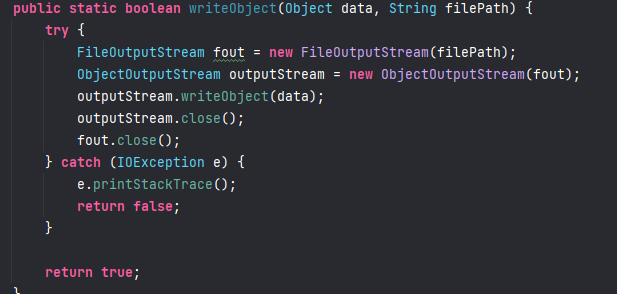 public static boolean writeObject(Object data, String filePath) {
    try {
        FileOutputStream fout = new FileOutputStream(filePath);
        ObjectOutputStream outputStream = new ObjectOutputStream(fout);
        outputStream.writeObject(data);
        outputStream.close();
        fout.close();
    } catch (IOException e) {
        e.printStackTrace();
        return false;
    }

    return true;
}